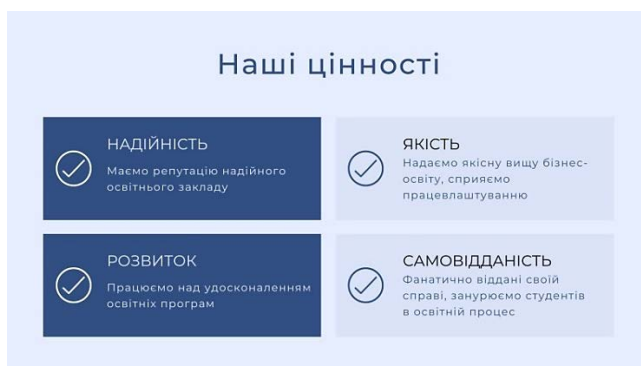 Наші цінності
НАДІЙНІСТЬ
Маємо репутацію надійного
освітнього закладу
ЯКІСТЬ
Надаємо якісну вищу бізнес-
освіту, сприяємо
працевлаштуванню
РОЗВИТОК
Працюємо над удосконаленням
освітніх програм
САМОВІДДАНІСТЬ
Фанатично віддані своїй
справі, занурюємо студентів
в освітній процес